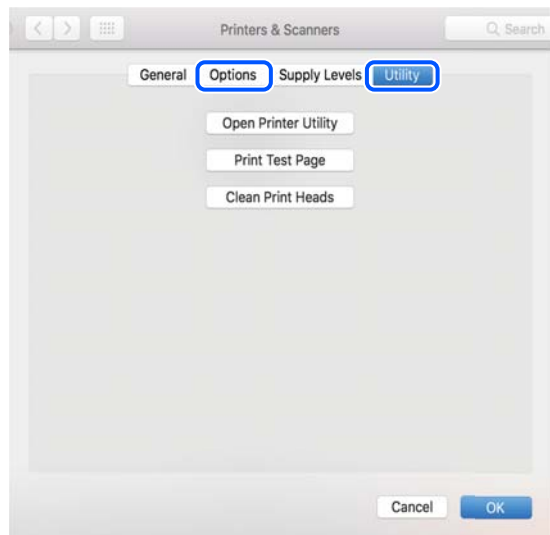 Printers & Scanners Search
General Options Supply Levels Utility
Open Printer Utility
Print Test Page
Clean Print Heads
Cancel OK